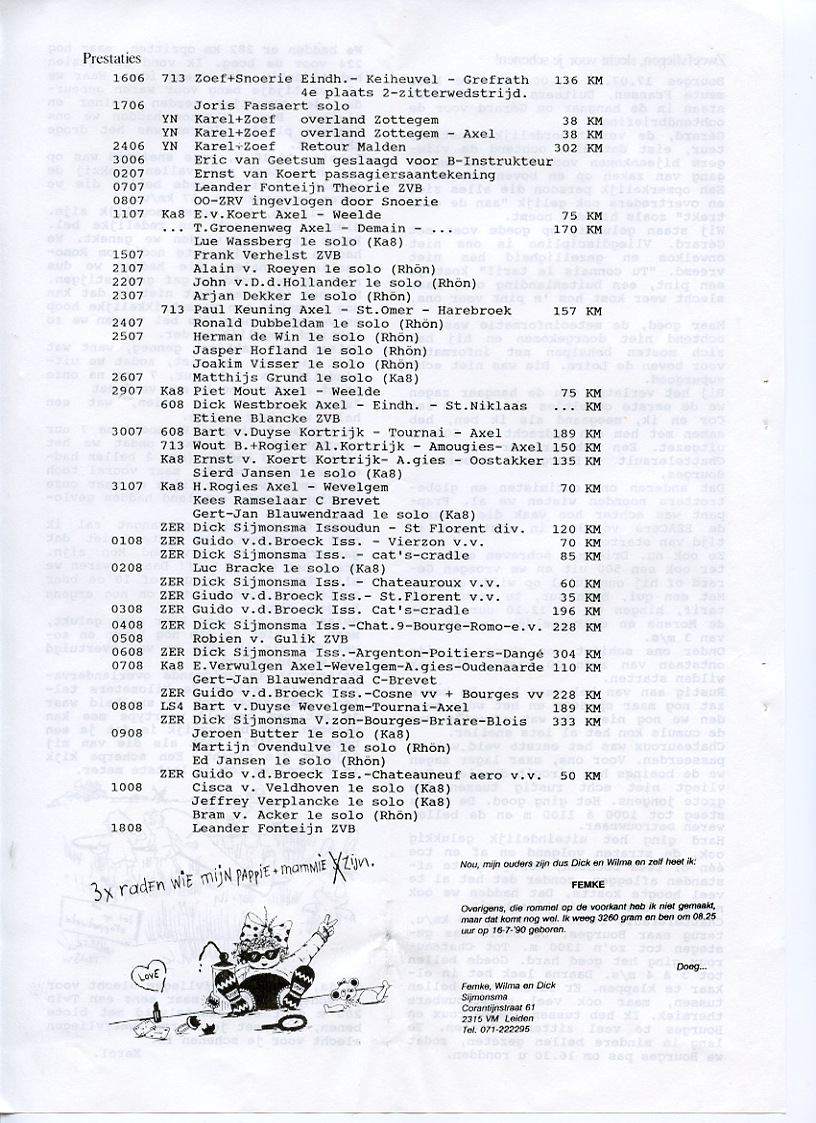 Prestaties
1606 713 Zoef+Snoerie Eindh.- Keiheuvel - Grefrath 136 KM
4e plaats 2-zitterwedstrijd.
1706 Joris Fassaert solo
YN Karel+Zoef overland Zottegem 38 KM
YN Karel+Zoef overland Zottegem - Axel 38 KM
2406 YN Karel+Zoef Retour Malden 302 KM
3006 Eric van Geetsum geslaagd voor B-Instrukteur
0207 Ernst van Koert passagiersaantekening
0707 Leander Fonteijn Theorie ZVB
0807 OO-ZRV ingevlogen door Snoerie
1107 Ka8 E.v.Koert Axel - Weelde 75 KM
... T.Groenenweg Axel - Demain - ... 170 KM
Lue Wassberg 1e solo (Ka8)
1507 Frank Verhelst ZVB
2107 Alain v. Roeyen 1e solo (Rhön)
2207 John v.D.d.Hollander 1e solo (Rhön)
2307 Arjan Dekker 1e solo (Rhön)
713 Paul Keuning Axel - St.Omer - Harebroek 157 KM
2407 Ronald Dubbeldam 1e solo (Rhön)
2507 Herman de Win 1e solo (Rhön)
Jasper Hofland 1e solo (Rhön)
Joakim Visser 1e solo (Rhön)
2607 Matthijs Grund 1e solo (Ka8)
2907 Ka8 Piet Mout Axel - Weelde 75 KM
608 Dick Westbroek Axel - Eindh. - St.Niklaas ... KM
Etiene Blancke ZVB
3007 608 Bart v.Duyse Kortrijk - Tournai - Axel 189 KM
713 Wout B.+Rogier Al.Kortrijk - Amougies- Axel 150 KM
Ka8 Ernst v. Koert Kortrijk- A.gies - Oostakker 135 KM
Sierd Jansen 1e solo (Ka8)
3107 Ka8 H.Rogies Axel - Wevelgem 70 KM
Kees Ramselaar C Brevet
Gert-Jan Blauwendraad 1e solo (Ka8)
ZER Dick Sijmonsma Issoudun - St Florent div. 120 KM
0108 ZER Guido v.d.Broeck Iss. - Vierzon v.v. 70 KM
ZER Dick Sijmonsma Iss. - cat's-cradle 85 KM
0208 Luc Bracke 1e solo (Ka8)
ZER Dick Sijmonsma Iss. - Chateauroux v.v. 60 KM
ZER Giudo v.d.Broeck Iss.- St.Florent v.v. 35 KM
0308 ZER Guido v.d.Broeck Iss. Cat's-cradle 196 KM
0408 ZER Dick Sijmonsma Iss.-Chat.9-Bourge-Romo-e.v. 228 KM
0508 Robien v. Gulik ZVB
0608 ZER Dick Sijmonsma Iss.-Argenton-Poitiers-Dangé 304 KM
0708 Ka8 E.Verwulgen Axel-Wevelgem-A.gies-Oudenaarde 110 KM
Gert-Jan Blauwendraad C-Brevet
ZER Guido v.d.Broeck Iss.-Cosne vv + Bourges vv 228 KM
0808 LS4 Bart v.Duyse Wevelgem-Tournai-Axel 189 KM
ZER Dick Sijmonsma V.zon-Bourges-Briare-Blois 333 KM
0908 Jeroen Butter 1e solo (Ka8)
Martijn Ovendulve 1e solo (Rhön)
Ed Jansen 1e solo (Rhön)
ZER Guido v.d.Broeck Iss.-Chateauneuf aero v.v. 50 KM
1008 Cisca v. Veldhoven 1e solo (Ka8)
Jeffrey Verplancke 1e solo (Ka8)
Bram v. Acker 1e solo (Rhön)
1808 Leander Fonteijn ZVB
3x raden wie mijn pappie + mammie zijn.
LOVE
Nou, mijn ouders zijn dus Dick en Wilma en zelf heet ik:
FEMKE
Overigens, die rommel op de voorkant heb ik niet gemaakt,
maar dat komt nog wel. Ik weeg 3260 gram en ben om 08.25
uur op 16-7-'90 geboren.
Doeg...
Femke, Wilma en Dick
Sijmonsma
Corantijnstraat 61
2315 VM Leiden
Tel. 071-222295